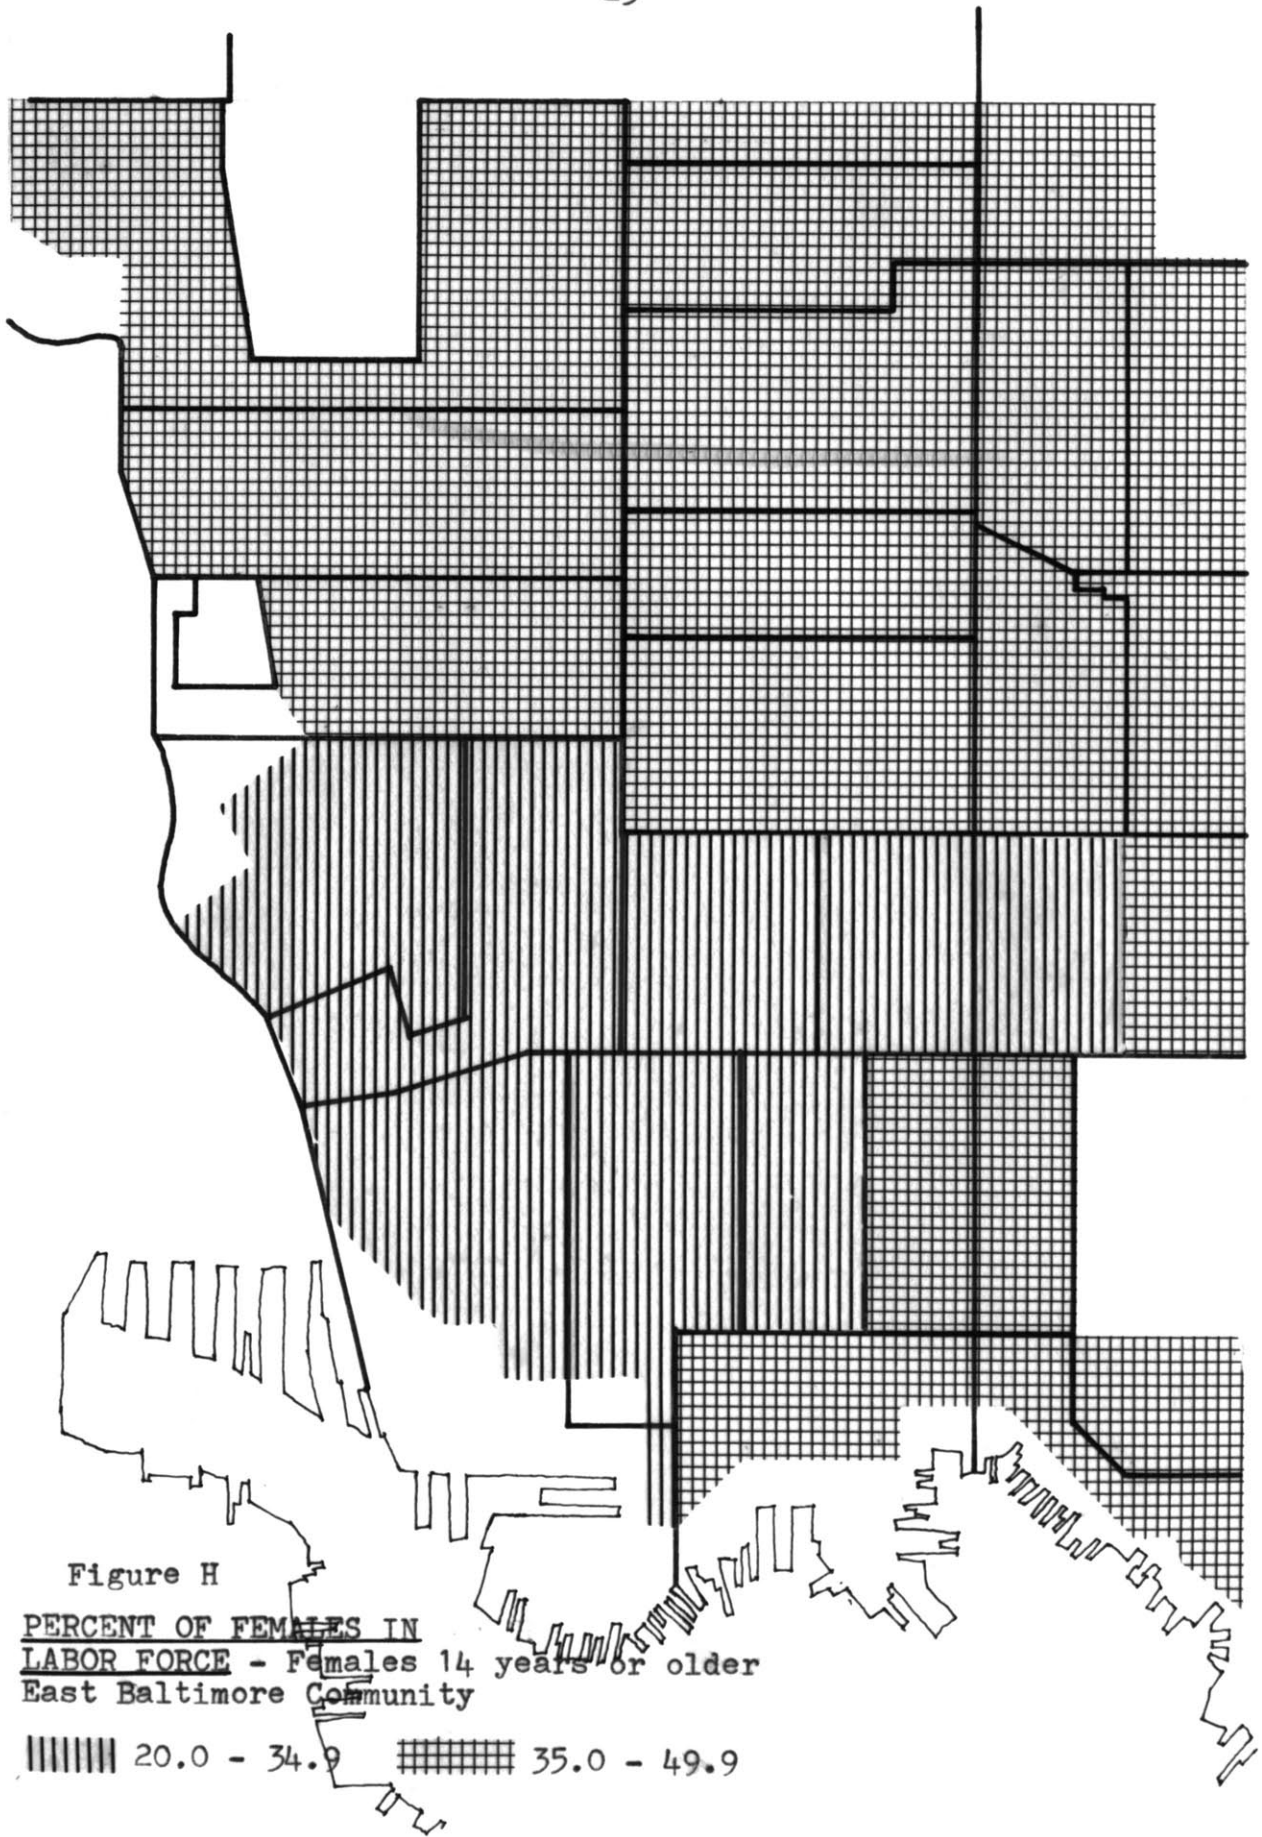 Figure H
PERCENT OF FEMALES IN
LABOR FORCE - Females 14 years or older
East Baltimore Community
20.0 - 34.9 35.0 - 49.9